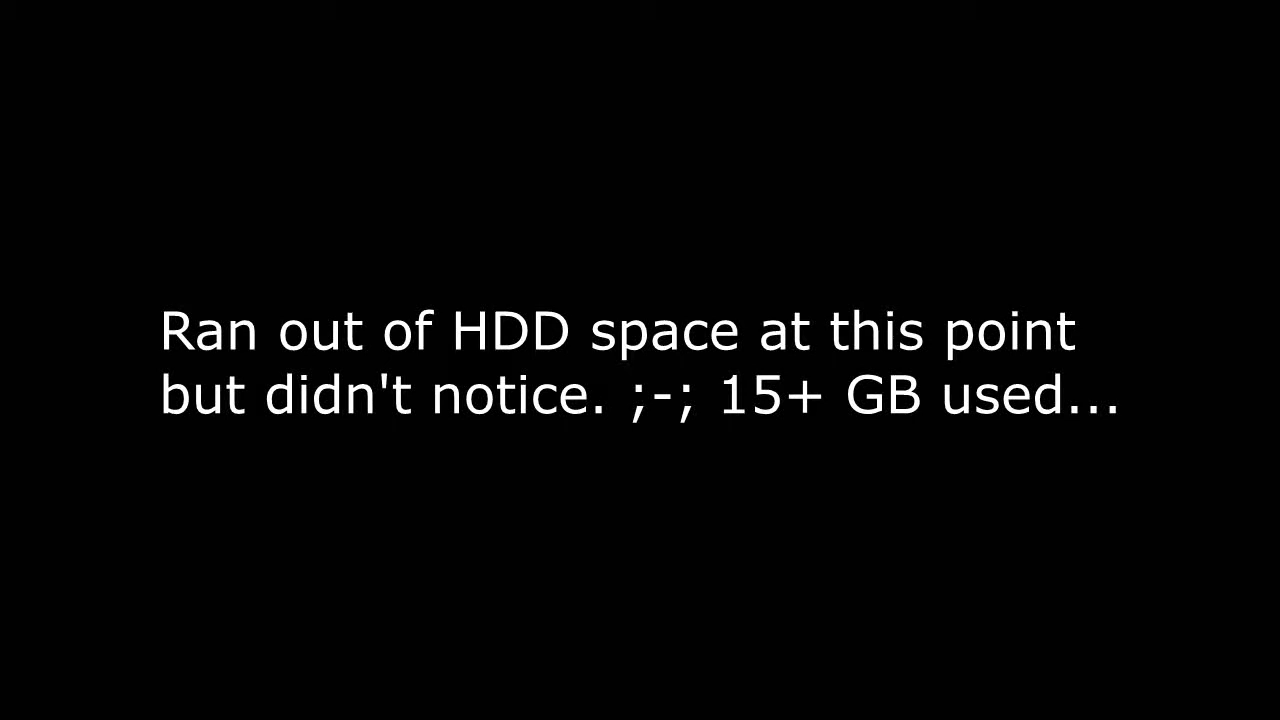 Ran out of HDD space at this point
but didn't notice. ;-; 15+ GB used...